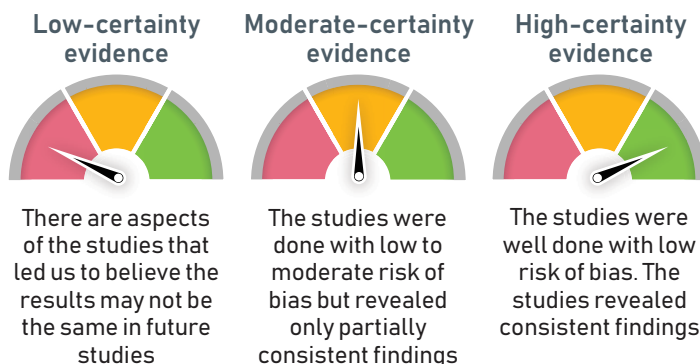 Low-certainty
evidence
There are aspects
of the studies that
led us to believe the
results may not be
the same in future
studies
Moderate-certainty
evidence
The studies were
done with low to
moderate risk of
bias but revealed
only partially
consistent findings
High-certainty
evidence
The studies were
well done with low
risk of bias. The
studies revealed
consistent findings